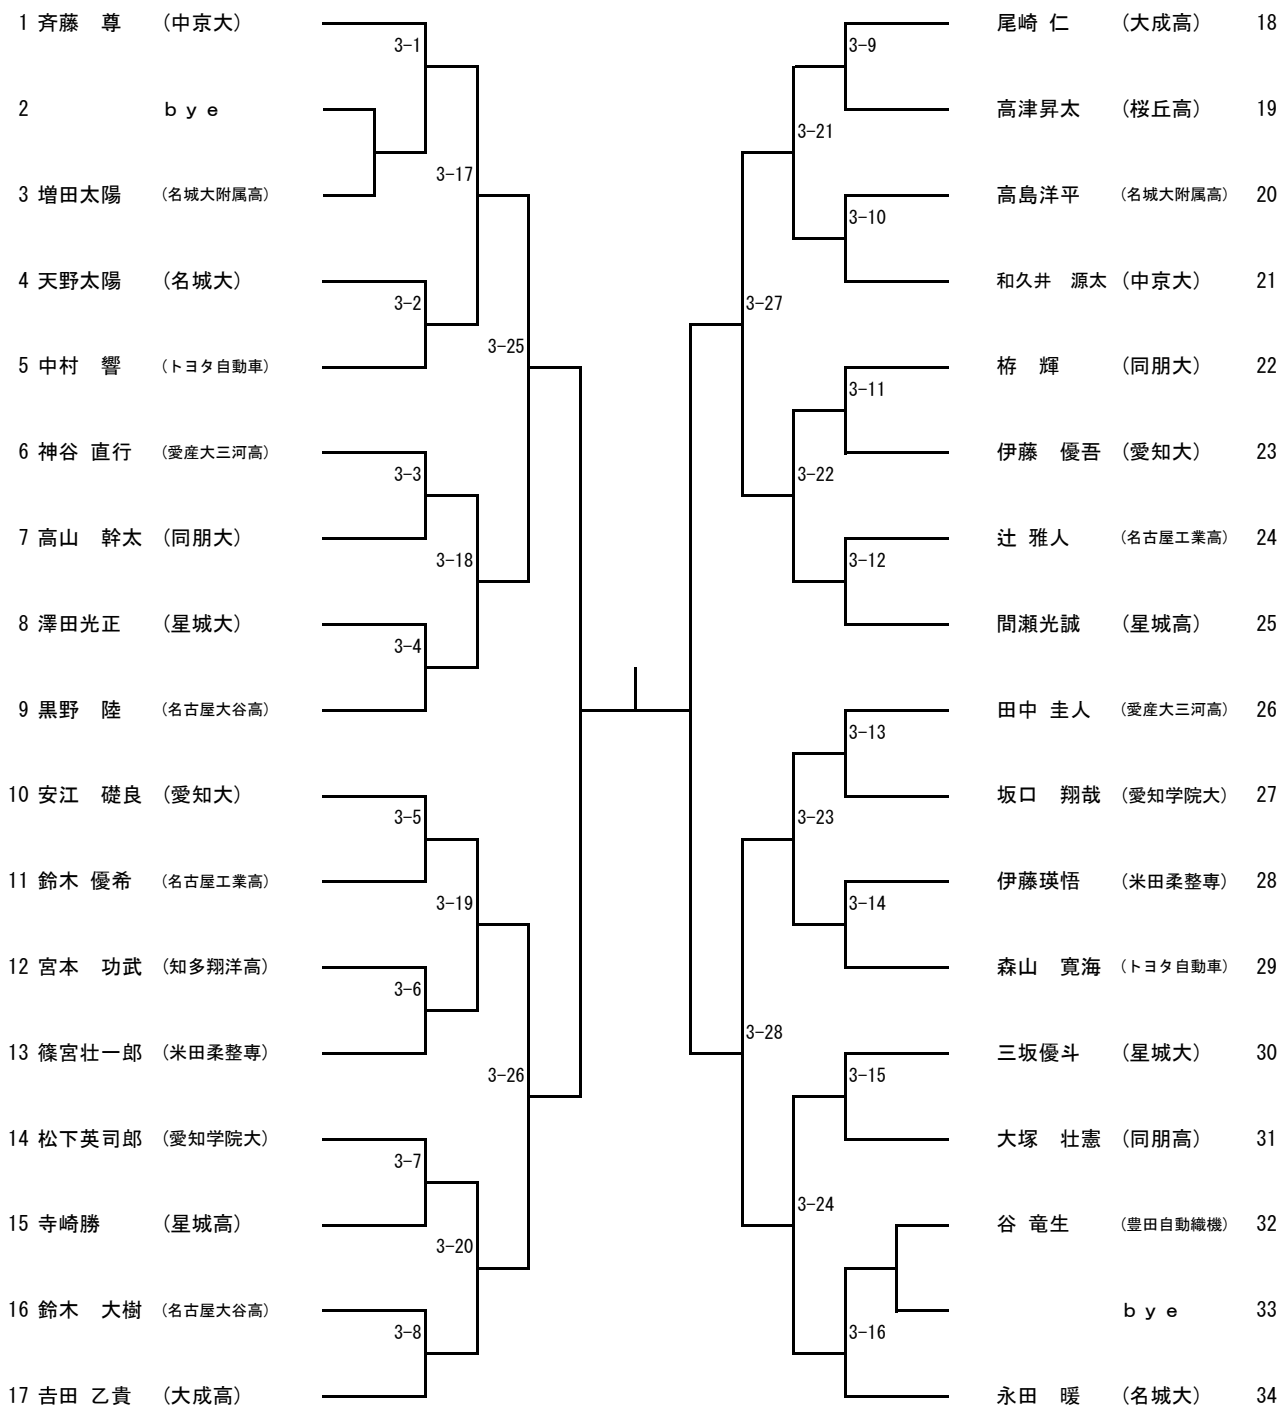 1 斉藤　尊 （中京大）
3-1
2 ｂｙｅ
3 増田太陽 （名城大附属高）
3-17
4 天野太陽 （名城大）
3-2
5 中村　響 （トヨタ自動車）
3-25
6 神谷 直行 （愛産大三河高）
3-3
7 高山　幹太 （同朋大）
3-18
8 澤田光正 （星城大）
3-4
9 黒野　陸 （名古屋大谷高）
10 安江　礎良 （愛知大）
3-5
11 鈴木 優希 （名古屋工業高）
3-19
12 宮本　功武 （知多翔洋高）
3-6
13 篠宮壮一郎 （米田柔整専）
3-26
14 松下英司郎 （愛知学院大）
3-7
15 寺崎勝 （星城高）
3-20
16 鈴木　大樹 （名古屋大谷高）
3-8
17 𠮷田 乙貴 （大成高）
尾崎 仁 （大成高） 18
3-9
高津昇太 （桜丘高） 19
3-21
高島洋平 （名城大附属高） 20
3-10
和久井　源太 （中京大） 21
3-27
栫　輝 （同朋大） 22
3-11
伊藤　優吾 （愛知大） 23
3-22
辻 雅人 （名古屋工業高） 24
3-12
間瀬光誠 （星城高） 25
田中 圭人 （愛産大三河高） 26
3-13
坂口　翔哉 （愛知学院大） 27
3-23
伊藤瑛悟 （米田柔整専） 28
3-14
森山　寛海 （トヨタ自動車） 29
3-28
三坂優斗 （星城大） 30
3-15
大塚　壮憲 （同朋高） 31
3-24
谷 竜生 （豊田自動織機） 32
ｂｙｅ 33
3-16
永田　暖 （名城大） 34